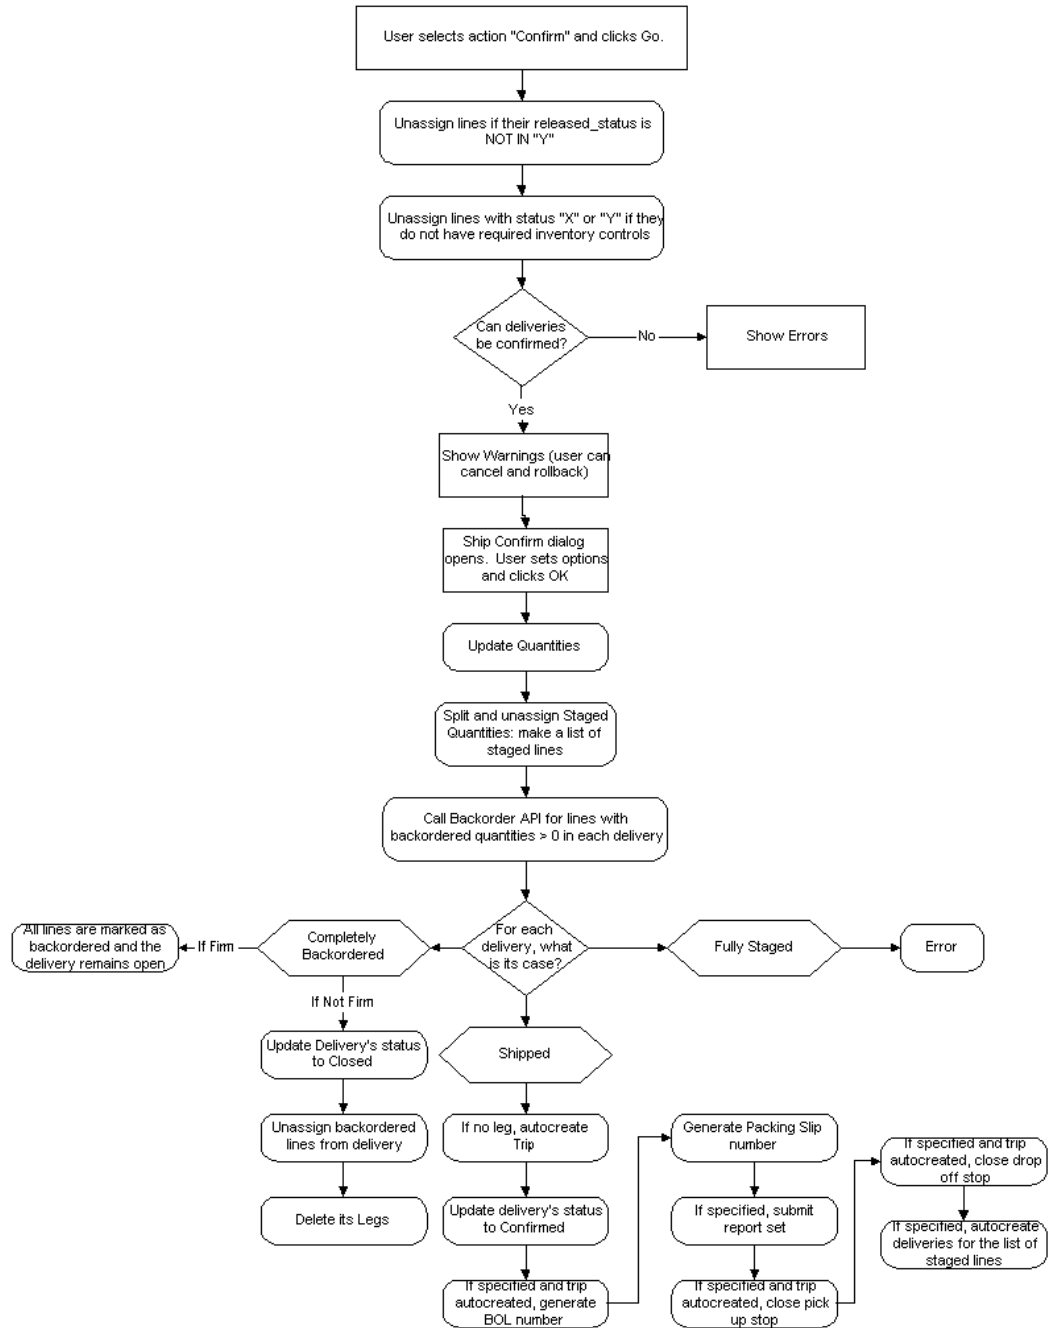 User selects action "Confirm" and clicks Go.
Unassign lines if their released_status is
NOT IN "Y"
Unassign lines with status "X" or "Y" if they
do not have required inventory controls
Can deliveries
be confirmed?
No
Show Errors
Yes
Show Warnings (user can
cancel and rollback)
Ship Confirm dialog
opens.  User sets options
and clicks OK
Update Quantities
Split and unassign Staged
Quantities: make a list of
staged lines
Call Backorder API for lines with
backordered quantities > 0 in each delivery
All lines are marked as
backordered and the
delivery remains open
If Firm
Completely
Backordered
For each
delivery, what
is its case?
Fully Staged
Error
If Not Firm
Update Delivery's status
to Closed
Unassign backordered
lines from delivery
Delete its Legs
Shipped
If no leg, autocreate
Trip
Update delivery's status
to Confirmed
If specified and trip
autocreated, generate
BOL number
Generate Packing Slip
number
If specified, submit
report set
If specified and trip
autocreated, close pick
up stop
If specified and trip
autocreated, close drop
off stop
If specified, autocreate
deliveries for the list of
staged lines